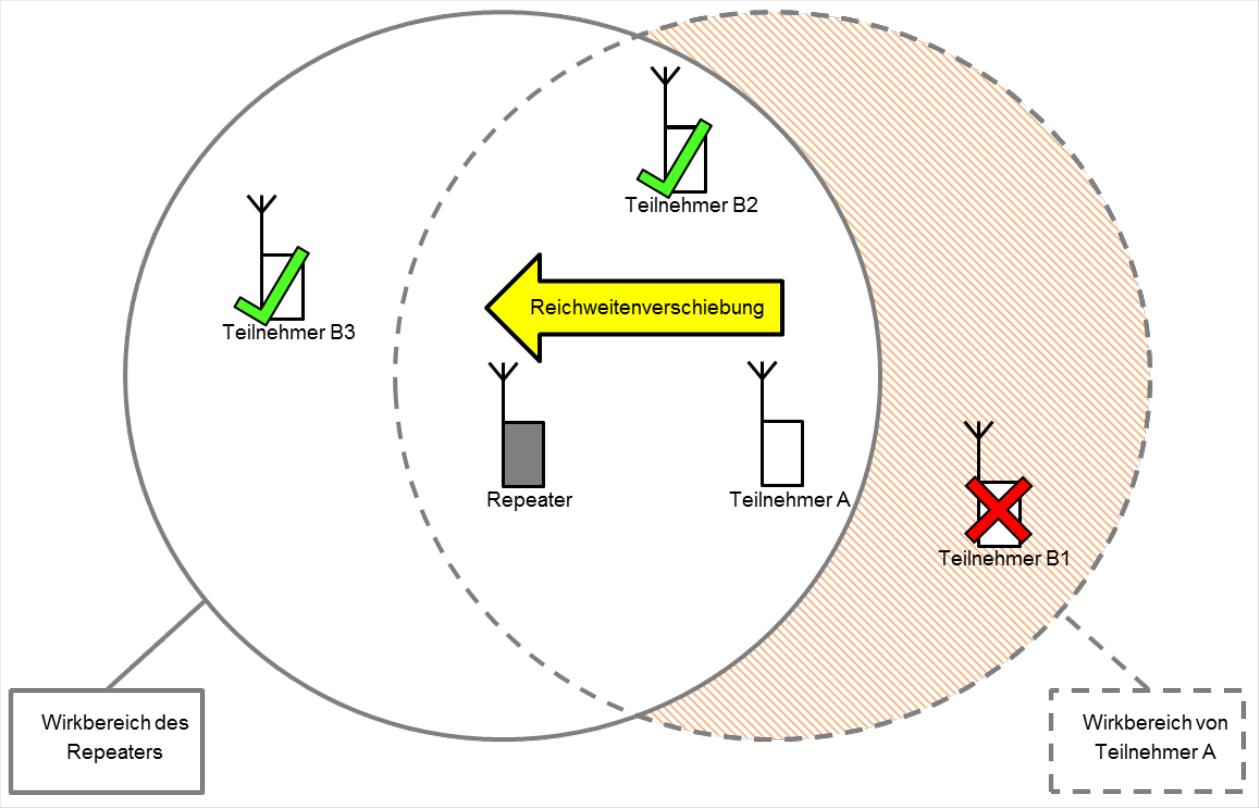 Teilnehmer B2
Teilnehmer B3
Reichweitenverschiebung
Repeater
Teilnehmer A
Teilnehmer B1
Wirkbereich des
Repeaters
Wirkbereich von
Teilnehmer A